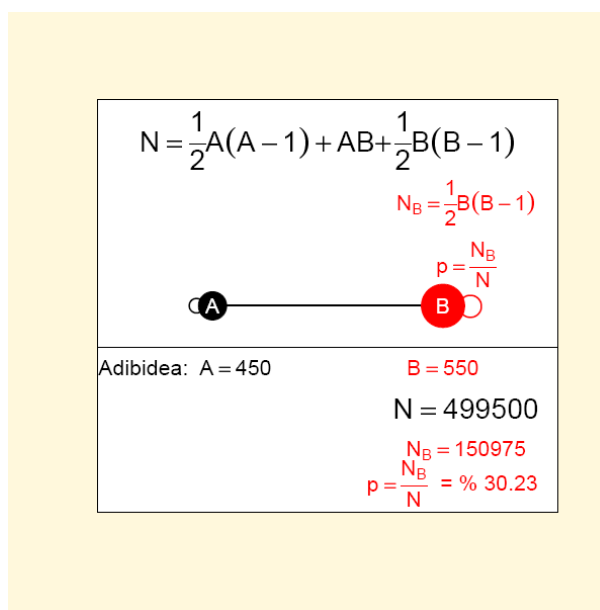 N = 1/2 A(A − 1) + AB + 1/2 B(B − 1)
N_B = 1/2 B(B − 1)
p = N_B/N
A B
Adibidea: A = 450 B = 550
N = 499500
N_B = 150975
p = N_B/N = % 30.23